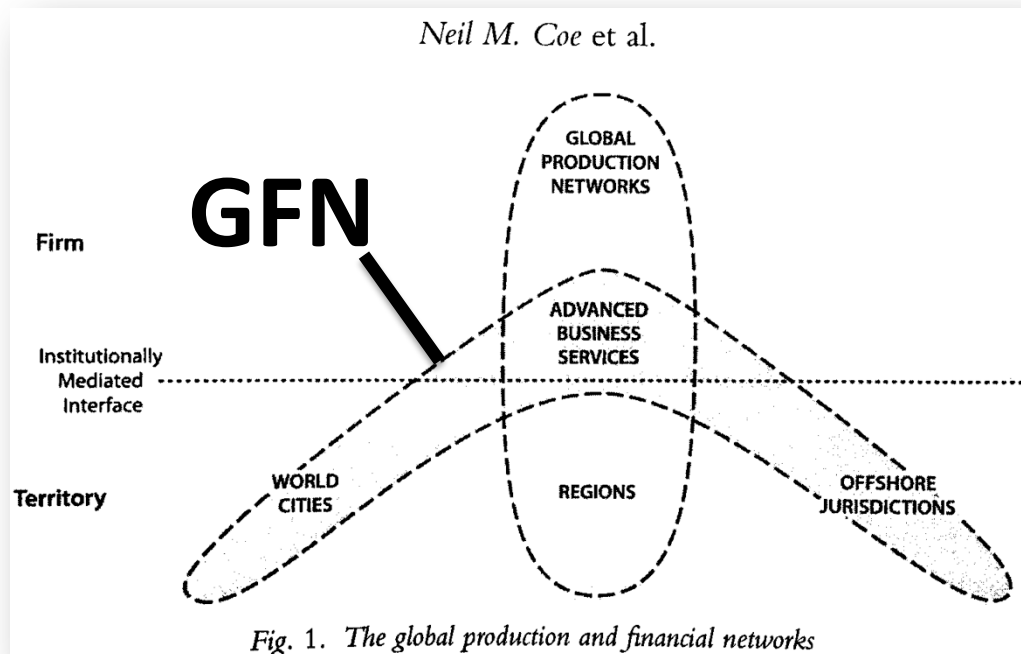 Neil M. Coe et al.
GLOBAL
PRODUCTION
NETWORKS
GFN
Firm
ADVANCED
BUSINESS
SERVICES
Institutionally
Mediated
Interface
WORLD
CITIES
Territory
REGIONS
OFFSHORE
JURISDICTIONS
Fig. 1. The global production and financial networks